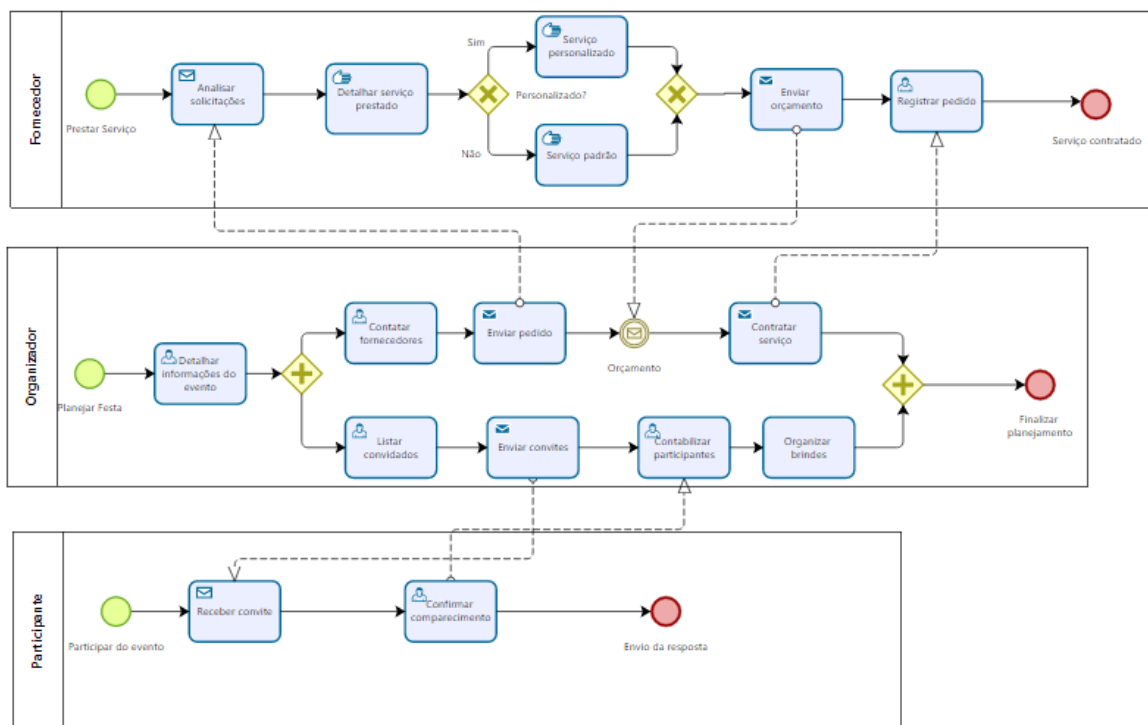 Fornecedor
Prestar Serviço
Analisar
solicitações
Detalhar serviço
prestado
Sim
Personalizado?
Não
Serviço
personalizado
Serviço padrão
Enviar
orçamento
Registrar pedido
Serviço contratado
Organizador
Planejar Festa
Detalhar
informações do
evento
Contatar
fornecedores
Enviar pedido
Orçamento
Contratar
serviço
Listar
convidados
Enviar convites
Contabilizar
participantes
Organizar
brindes
Finalizar
planejamento
Participante
Participar do evento
Receber convite
Confirmar
comparecimento
Envio da resposta